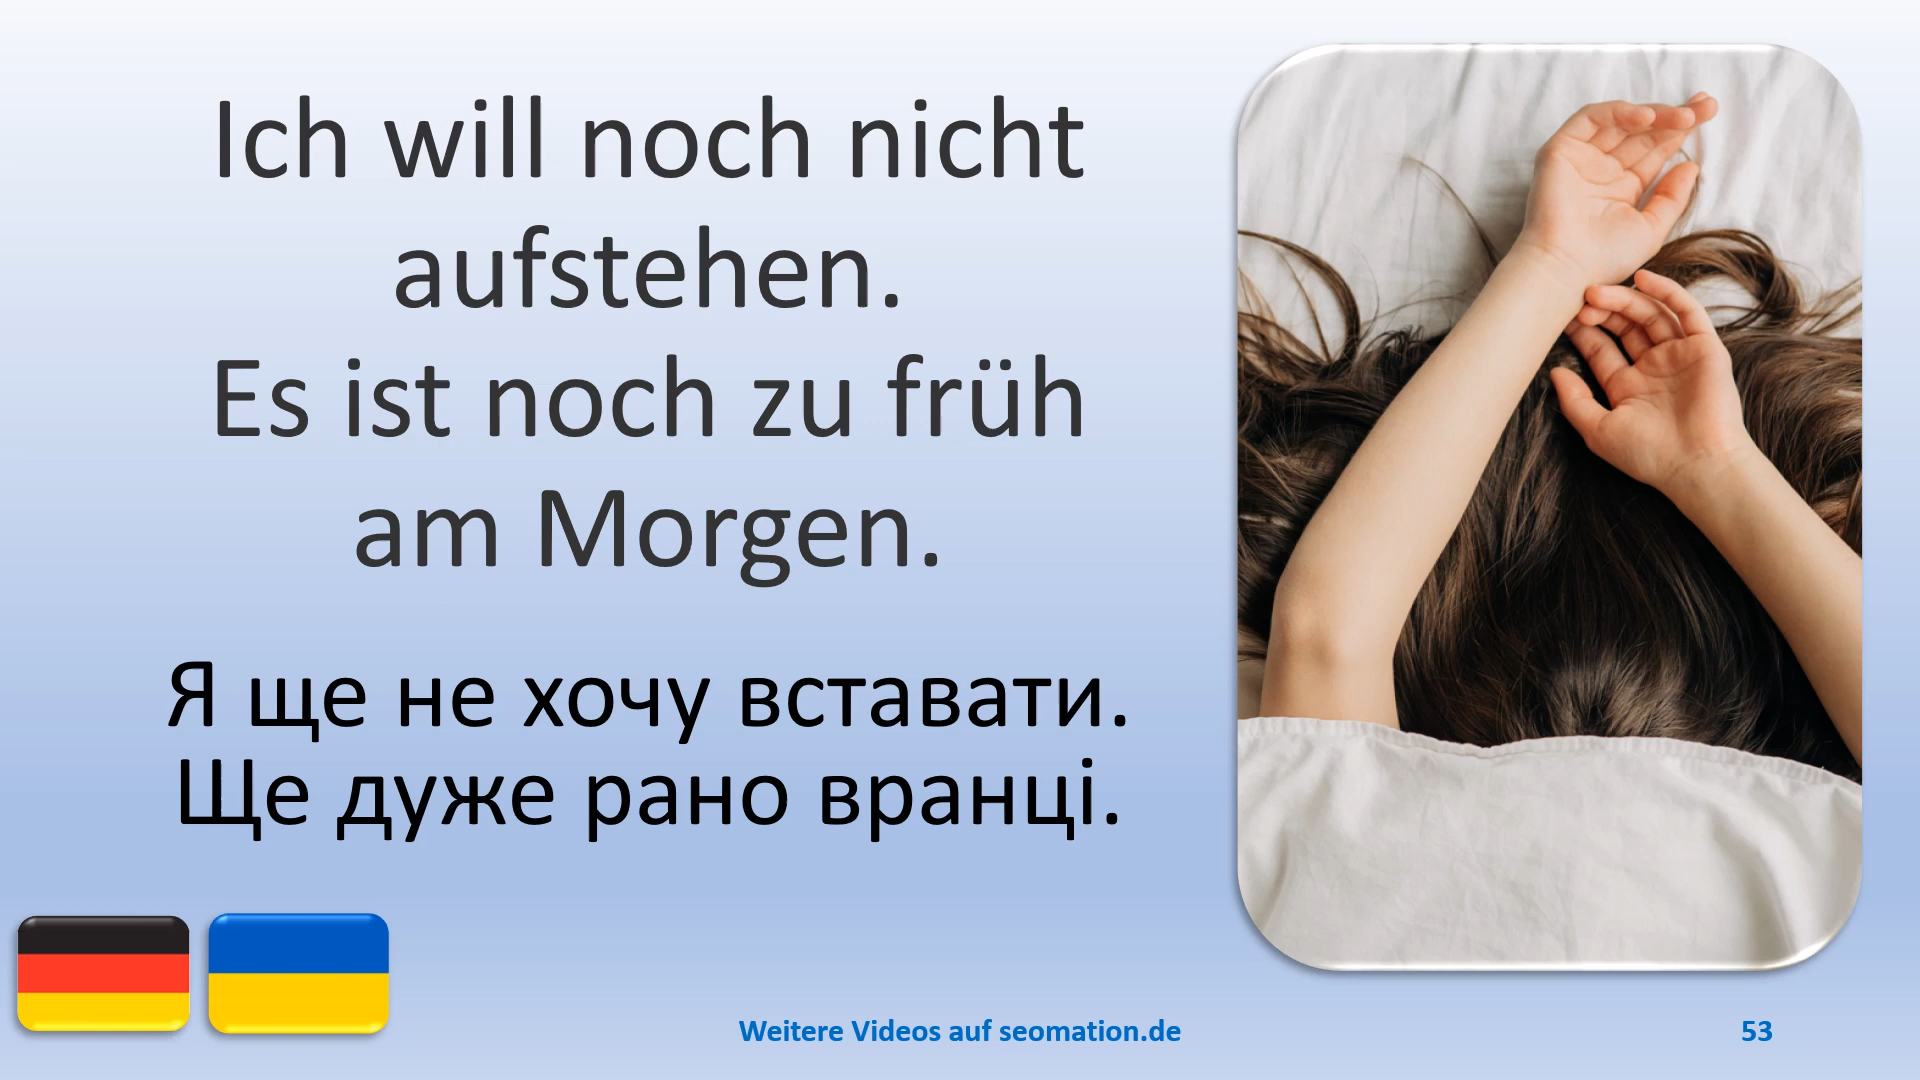 Ich will noch nicht
aufstehen.
Es ist noch zu früh
am Morgen.
Я ще не хочу вставати.
Ще дуже рано вранці.
Weitere Videos auf seomation.de
53